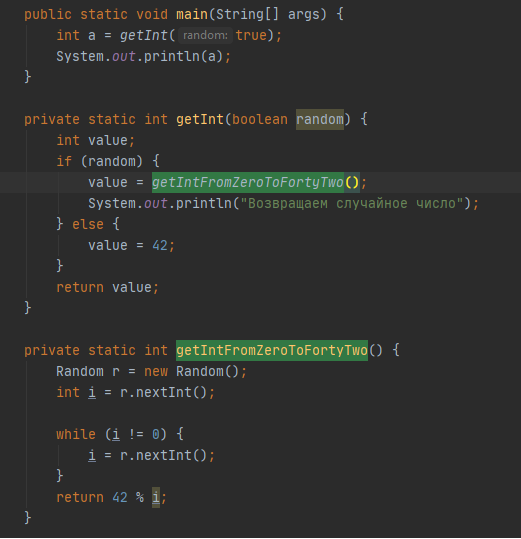 public static void main(String[] args) {
int a = getInt( random: true);
System.out.println(a);
}
private static int getInt(boolean random) {
int value;
if (random) {
value = getIntFromZeroToFortyTwo();
System.out.println("Возвращаем случайное число");
} else {
value = 42;
}
return value;
}
private static int getIntFromZeroToFortyTwo() {
Random r = new Random();
int i = r.nextInt();
while (i != 0) {
i = r.nextInt();
}
return 42 % i;
}